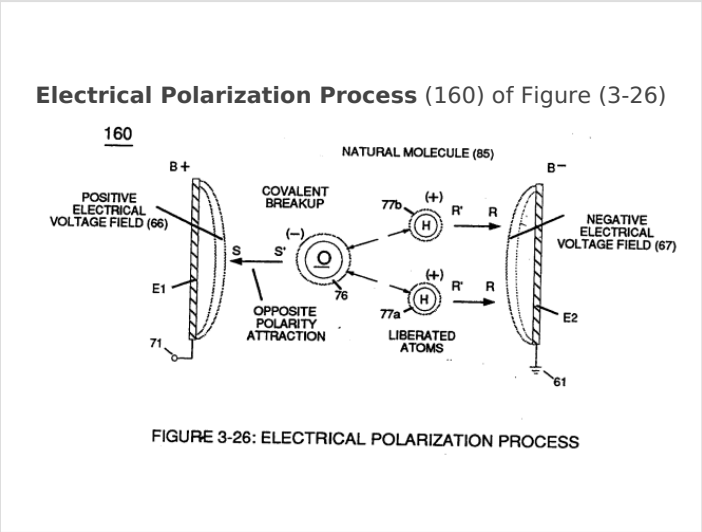 Electrical Polarization Process (160) of Figure (3-26)
160
NATURAL MOLECULE (85)
B+
B−
POSITIVE
ELECTRICAL
VOLTAGE FIELD (66)
COVALENT
BREAKUP
77b
(+)
H
R'
R
NEGATIVE
ELECTRICAL
VOLTAGE FIELD (67)
S
S'
(−)
O
76
E1
OPPOSITE
POLARITY
ATTRACTION
(+)
H
R'
R
77a
LIBERATED
ATOMS
E2
71
61
FIGURE 3-26: ELECTRICAL POLARIZATION PROCESS